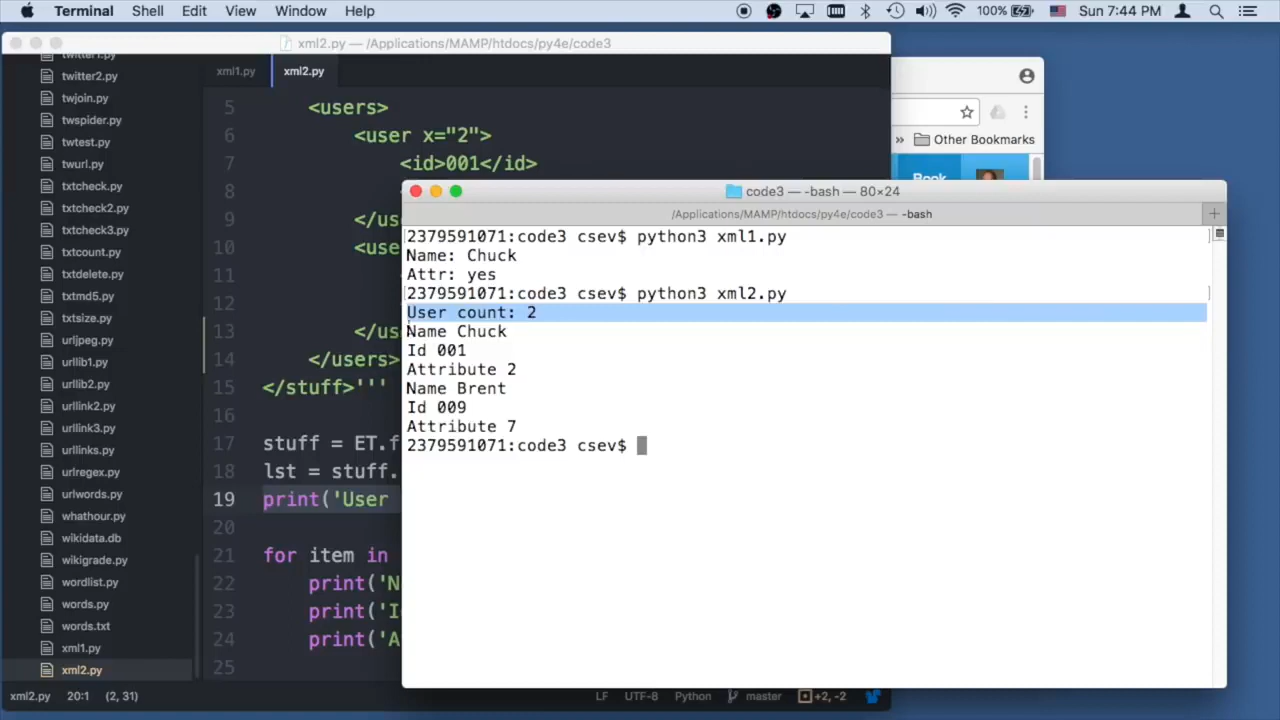 Terminal Shell Edit View Window Help 100% Sun 7:44 PM
xml2.py — /Applications/MAMP/htdocs/py4e/code3
twitter1.py
twitter2.py
twjoin.py
twspider.py
twtest.py
twurl.py
txtcheck.py
txtcheck2.py
txtcheck3.py
txtcount.py
txtdelete.py
txtmd5.py
txtsize.py
urljpeg.py
urllib1.py
urllib2.py
urllink2.py
urllink3.py
urllinks.py
urlregex.py
urlwords.py
whathour.py
wikidata.db
wikigrade.py
wordlist.py
words.py
words.txt
xml1.py
xml2.py
xml1.py xml2.py
5 <users>
6 <user x="2">
7 <id>001</id>
8
9 </us
10 <use
11
12
13 </us
14 </users>
15 </stuff>'''
16
17 stuff = ET.f
18 lst = stuff.
19 print('User
20
21 for item in
22 print('N
23 print('I
24 print('A
25
» Other Bookmarks
Book
code3 — -bash — 80×24
/Applications/MAMP/htdocs/py4e/code3 — -bash
2379591071:code3 csev$ python3 xml1.py
Name: Chuck
Attr: yes
2379591071:code3 csev$ python3 xml2.py
User count: 2
Name Chuck
Id 001
Attribute 2
Name Brent
Id 009
Attribute 7
2379591071:code3 csev$
xml2.py 20:1 (2, 31) LF UTF-8 Python master +2, -2